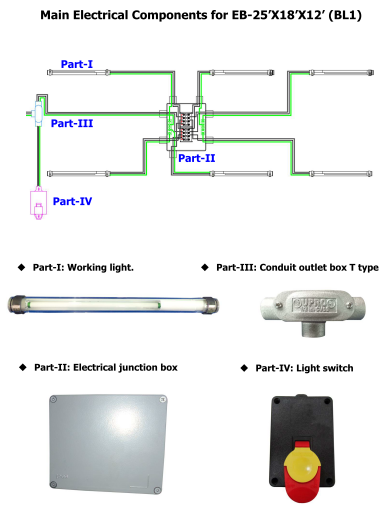 Main Electrical Components for EB-25’X18’X12’ (BL1)
Part-I
Part-III
Part-II
Part-IV
◆ Part-I: Working light.
◆ Part-III: Conduit outlet box T type
◆ Part-II: Electrical junction box
◆ Part-IV: Light switch